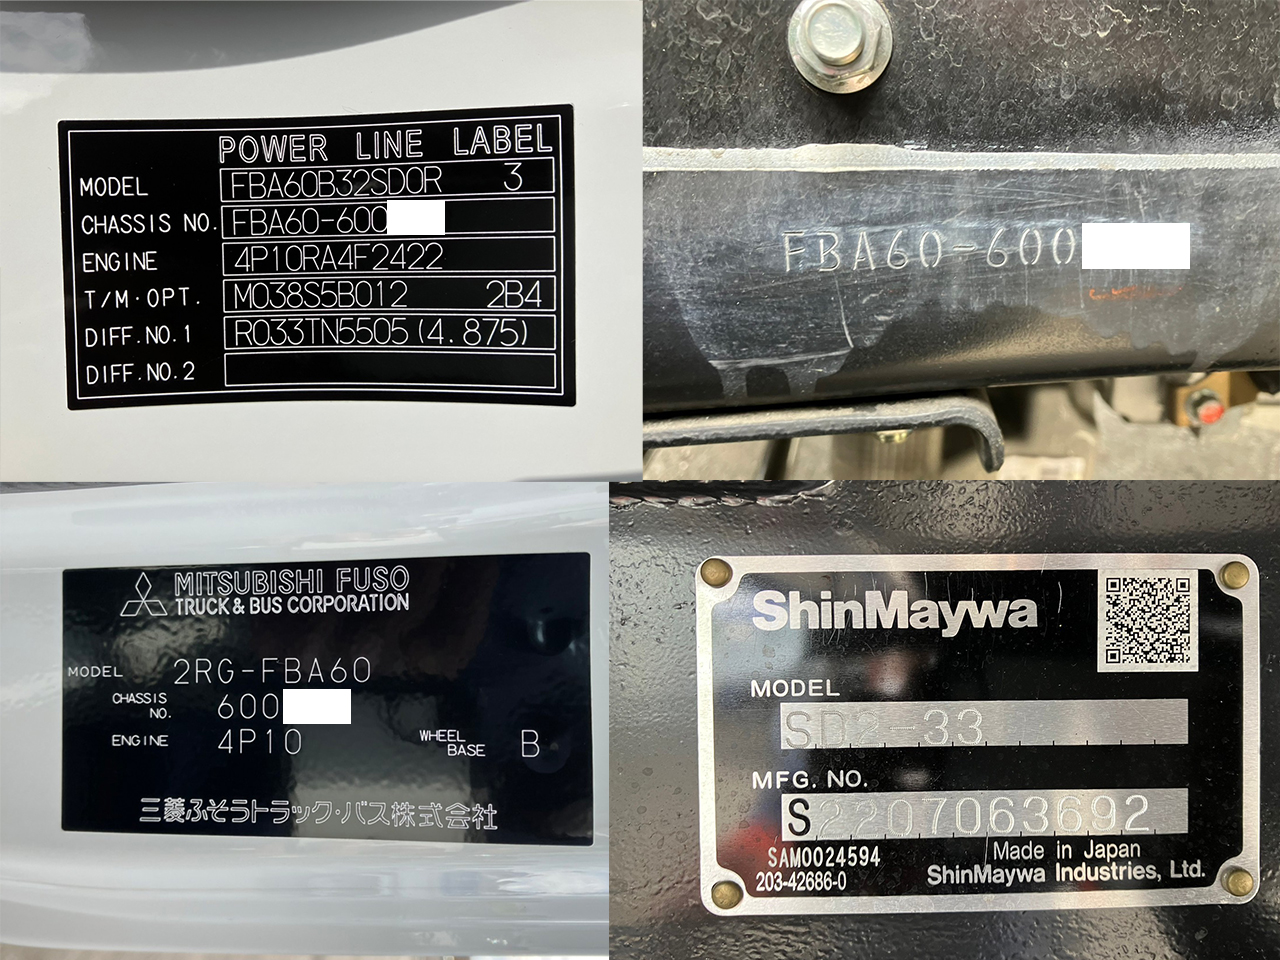 POWER LINE LABEL
MODEL FBA60B32SD0R 3
CHASSIS NO. FBA60-600
ENGINE 4P10RA4F2422
T/M·OPT. M038S5B012 2B4
DIFF.NO.1 R033TN5505(4.875)
DIFF.NO.2
FBA60-600
MITSUBISHI FUSO
TRUCK & BUS CORPORATION
MODEL 2RG-FBA60
CHASSIS NO. 600
ENGINE 4P10 WHEEL BASE B
三菱ふそうトラック・バス株式会社
ShinMaywa
MODEL
SD2-33
MFG. NO.
S2207063692
SAM0024594
203-42686-0
Made in Japan
ShinMaywa Industries, Ltd.